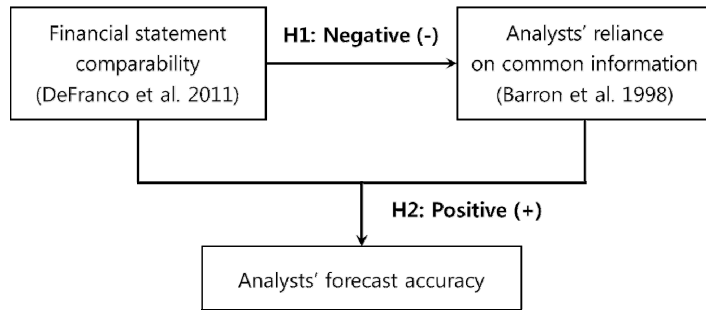 Financial statement
comparability
(DeFranco et al. 2011)
H1: Negative (-)
Analysts' reliance
on common information
(Barron et al. 1998)
H2: Positive (+)
Analysts' forecast accuracy